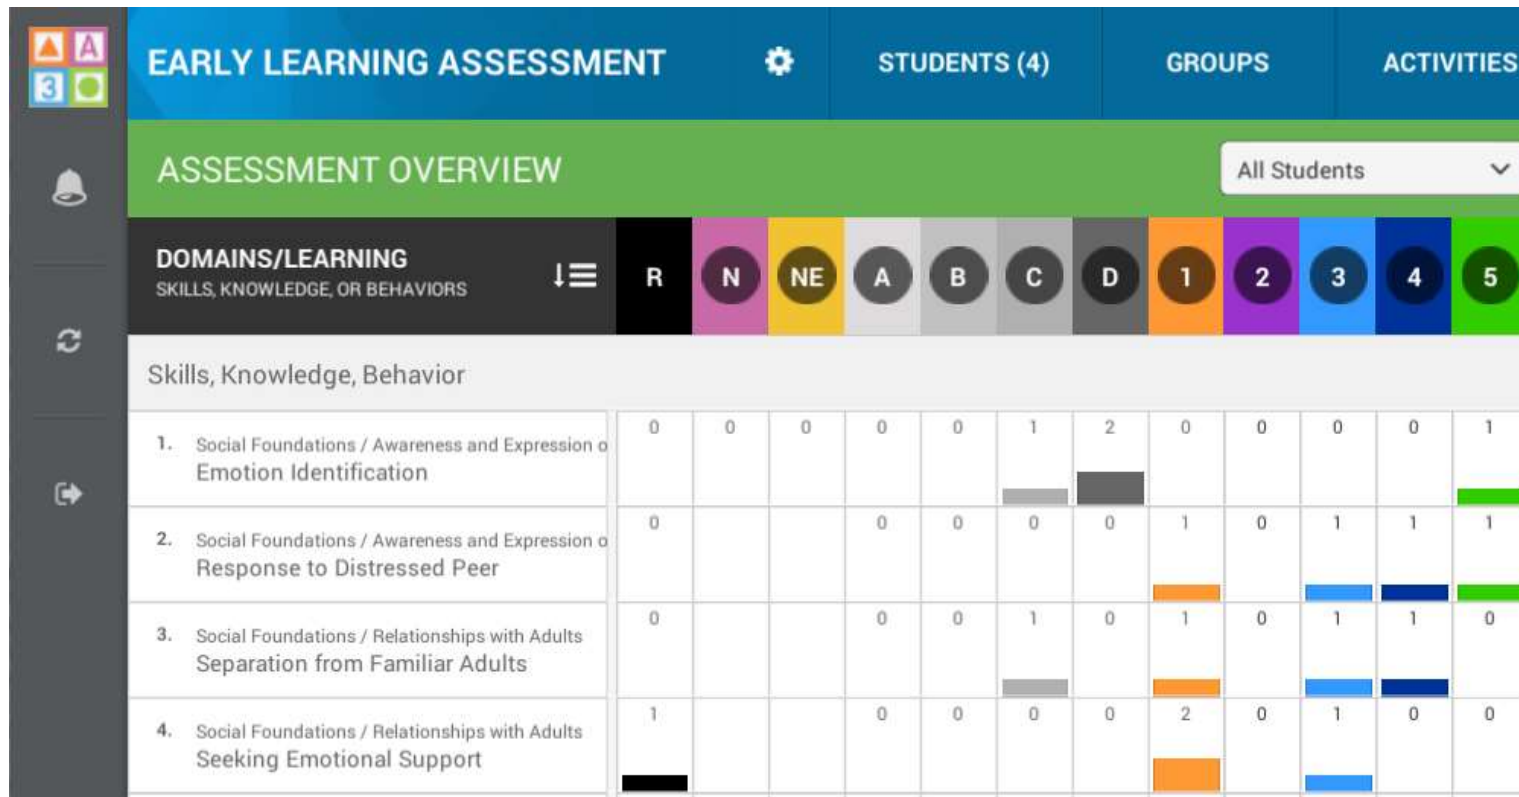 A
3
EARLY LEARNING ASSESSMENT
STUDENTS (4)
GROUPS
ACTIVITIES
ASSESSMENT OVERVIEW
All Students
DOMAINS/LEARNING
SKILLS, KNOWLEDGE, OR BEHAVIORS
R N NE A B C D 1 2 3 4 5
Skills, Knowledge, Behavior
1. Social Foundations / Awareness and Expression o
Emotion Identification
0 0 0 0 0 1 2 0 0 0 0 1
2. Social Foundations / Awareness and Expression o
Response to Distressed Peer
0 0 0 0 0 1 0 1 1 1
3. Social Foundations / Relationships with Adults
Separation from Familiar Adults
0 0 0 1 0 1 0 1 1 0
4. Social Foundations / Relationships with Adults
Seeking Emotional Support
1 0 0 0 0 2 0 1 0 0